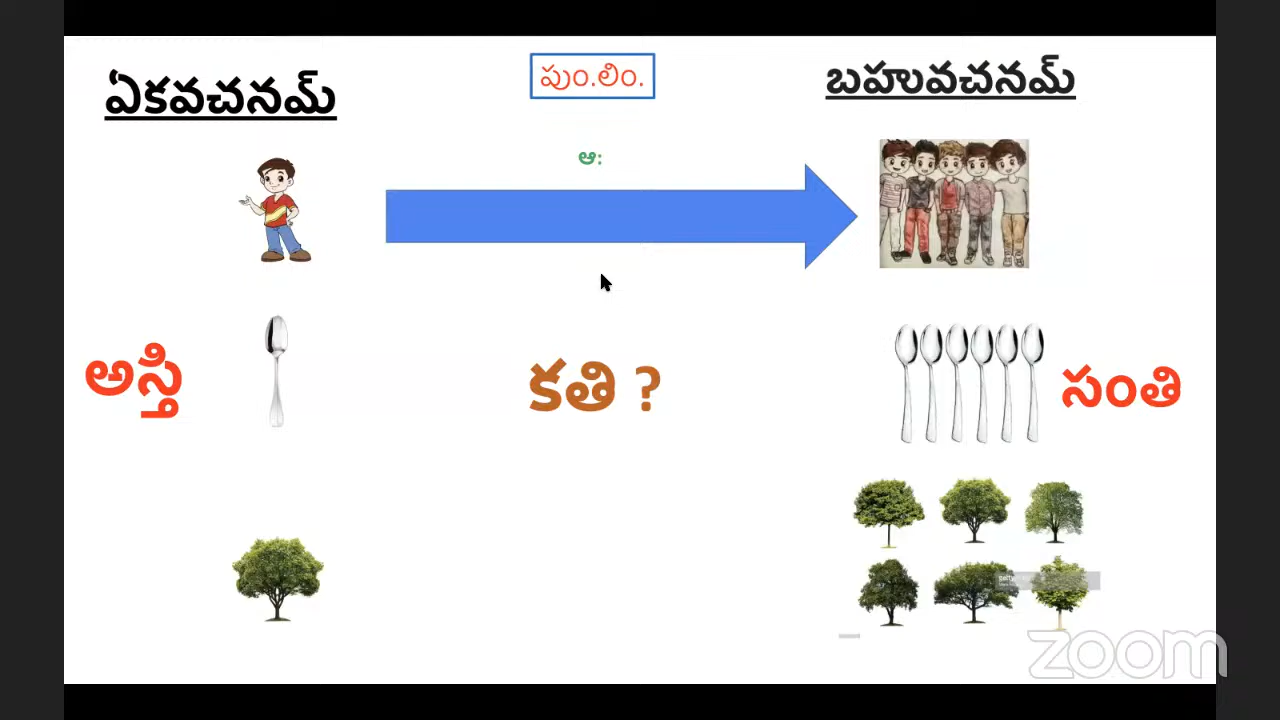 ఏకవచనమ్
పుం.లిం.
బహువచనమ్
ఆ:
అస్తి
కతి ?
సంతి
zoom